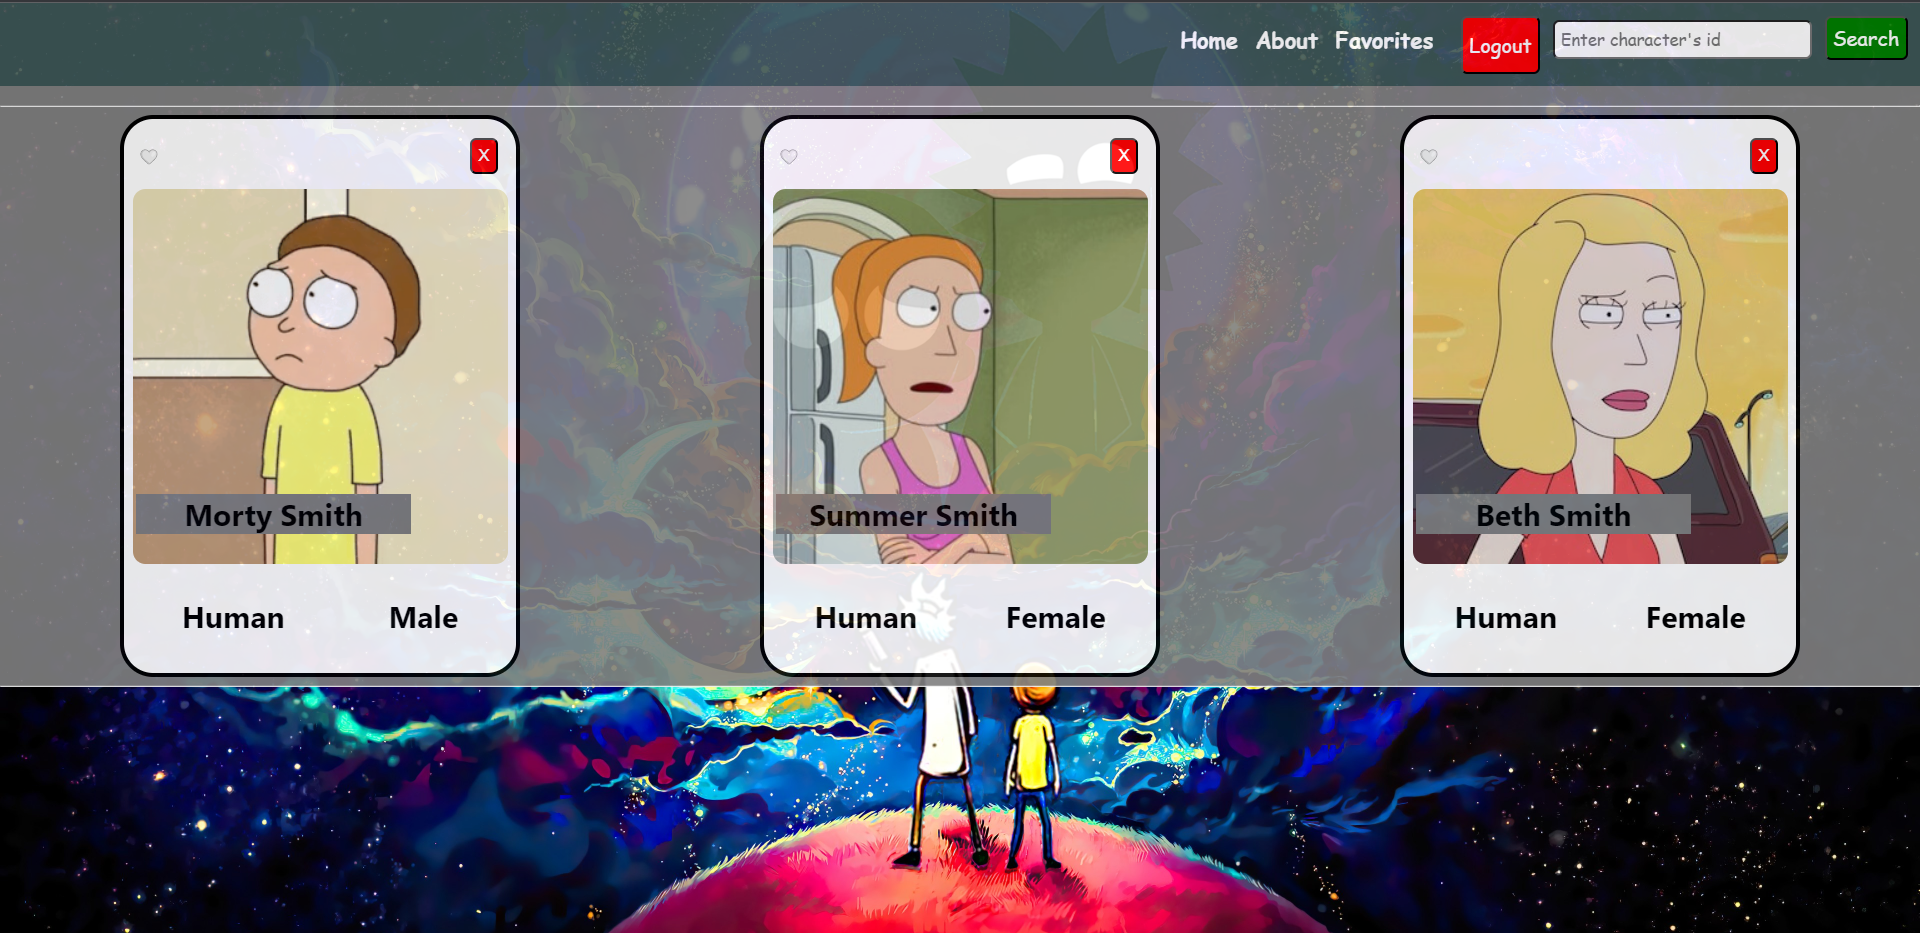 Home About Favorites Logout Enter character's id Search
X
X
X
Morty Smith
Summer Smith
Beth Smith
Human Male
Human Female
Human Female